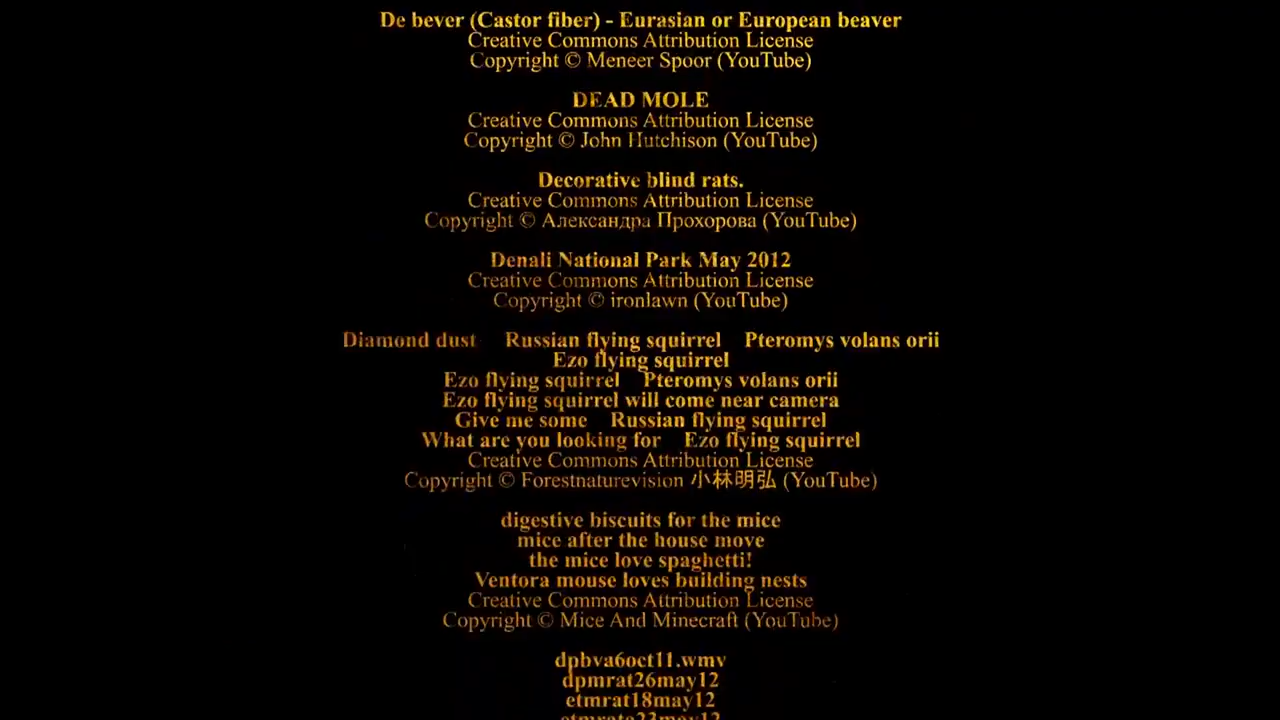 De bever (Castor fiber) - Eurasian or European beaver
Creative Commons Attribution License
Copyright © Meneer Spoor (YouTube)
DEAD MOLE
Creative Commons Attribution License
Copyright © John Hutchison (YouTube)
Decorative blind rats.
Creative Commons Attribution License
Copyright © Александра Прохорова (YouTube)
Denali National Park May 2012
Creative Commons Attribution License
Copyright © ironlawn (YouTube)
Diamond dust Russian flying squirrel Pteromys volans orii
Ezo flying squirrel
Ezo flying squirrel Pteromys volans orii
Ezo flying squirrel will come near camera
Give me some Russian flying squirrel
What are you looking for Ezo flying squirrel
Creative Commons Attribution License
Copyright © Forestnaturevision 小林明弘 (YouTube)
digestive biscuits for the mice
mice after the house move
the mice love spaghetti!
Ventora mouse loves building nests
Creative Commons Attribution License
Copyright © Mice And Minecraft (YouTube)
dpbva6oct11.wmv
dpmrat26may12
etmrat18may12